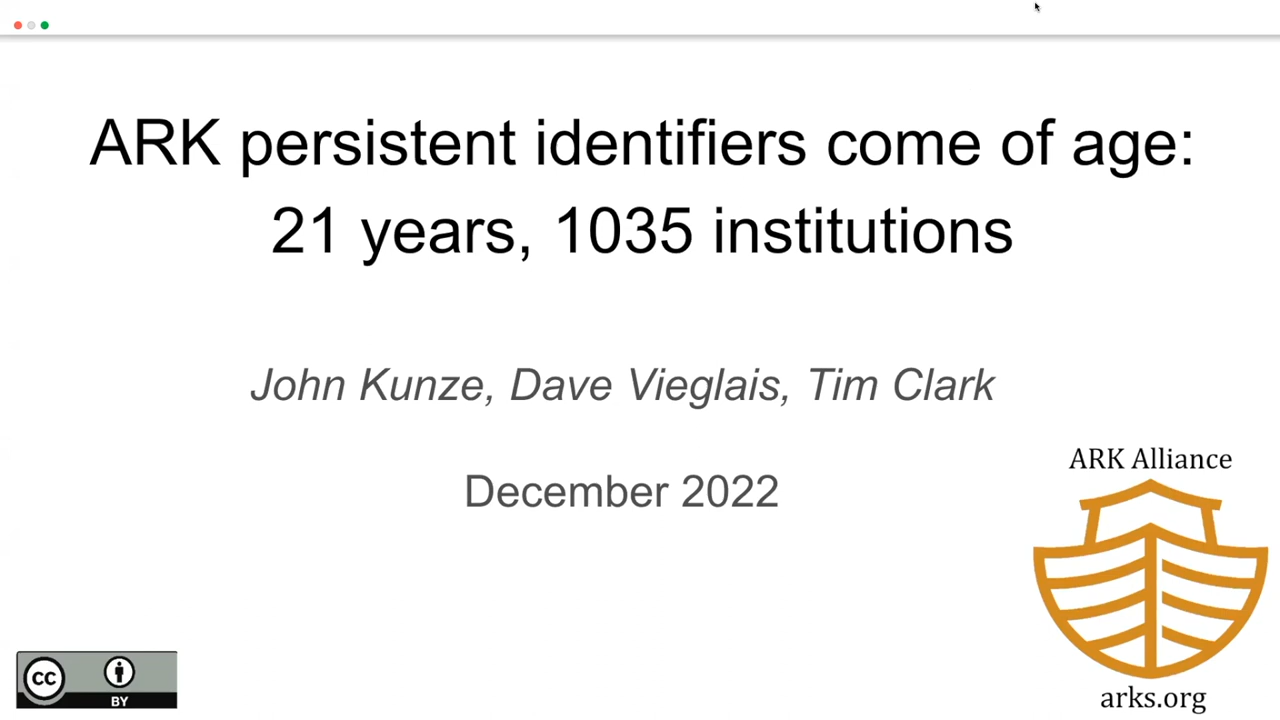 ARK persistent identifiers come of age:
21 years, 1035 institutions
John Kunze, Dave Vieglais, Tim Clark
December 2022
ARK Alliance
arks.org
CC
BY